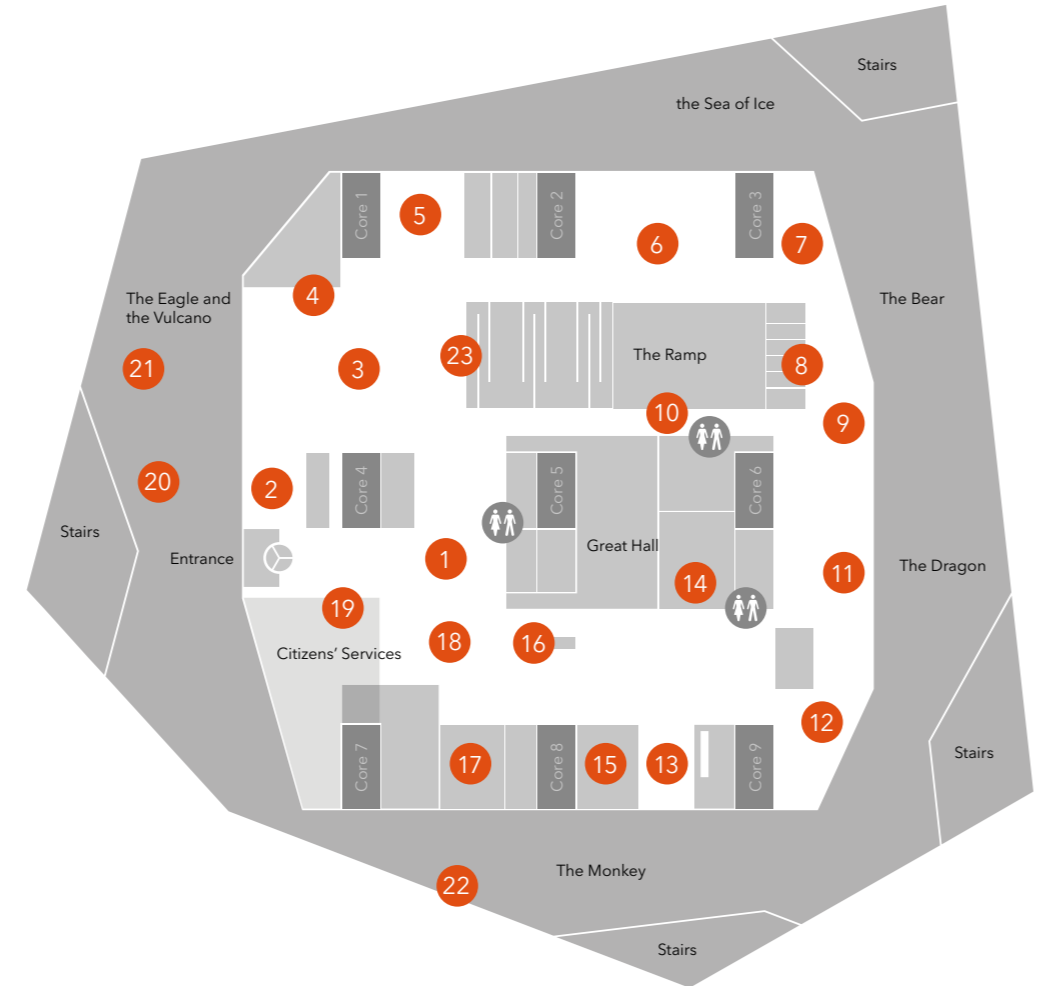 Stairs
the Sea of Ice
Core 1
Core 2
Core 3
5
6
7
The Eagle and
the Vulcano
4
The Bear
21
3
23
The Ramp
8
10
9
20
2
Core 4
Core 5
Core 6
Stairs
Entrance
1
Great Hall
14
11
The Dragon
19
18
16
Citizens' Services
12
Core 7
17
Core 8
15
13
Core 9
Stairs
22
The Monkey
Stairs